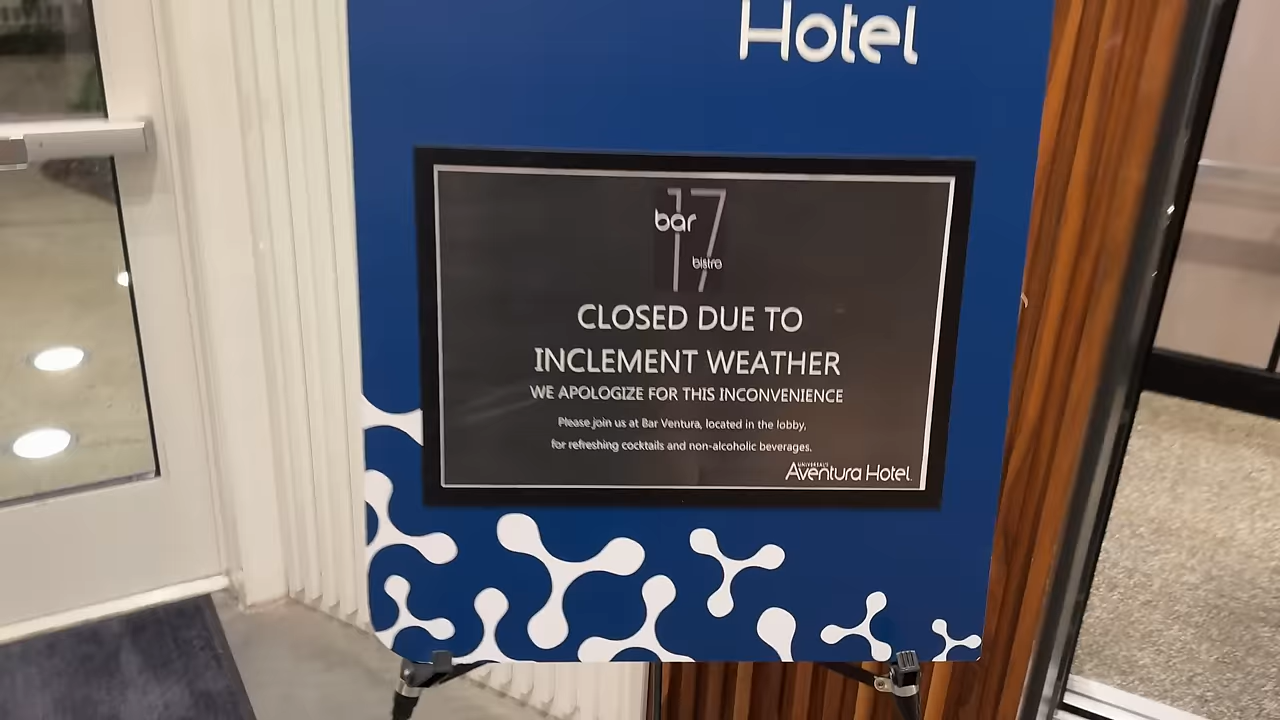 Hotel
bar 17
bistro
CLOSED DUE TO
INCLEMENT WEATHER
WE APOLOGIZE FOR THIS INCONVENIENCE
Please join us at Bar Ventura, located in the lobby,
for refreshing cocktails and non-alcoholic beverages.
UNIVERSAL'S
Aventura Hotel.